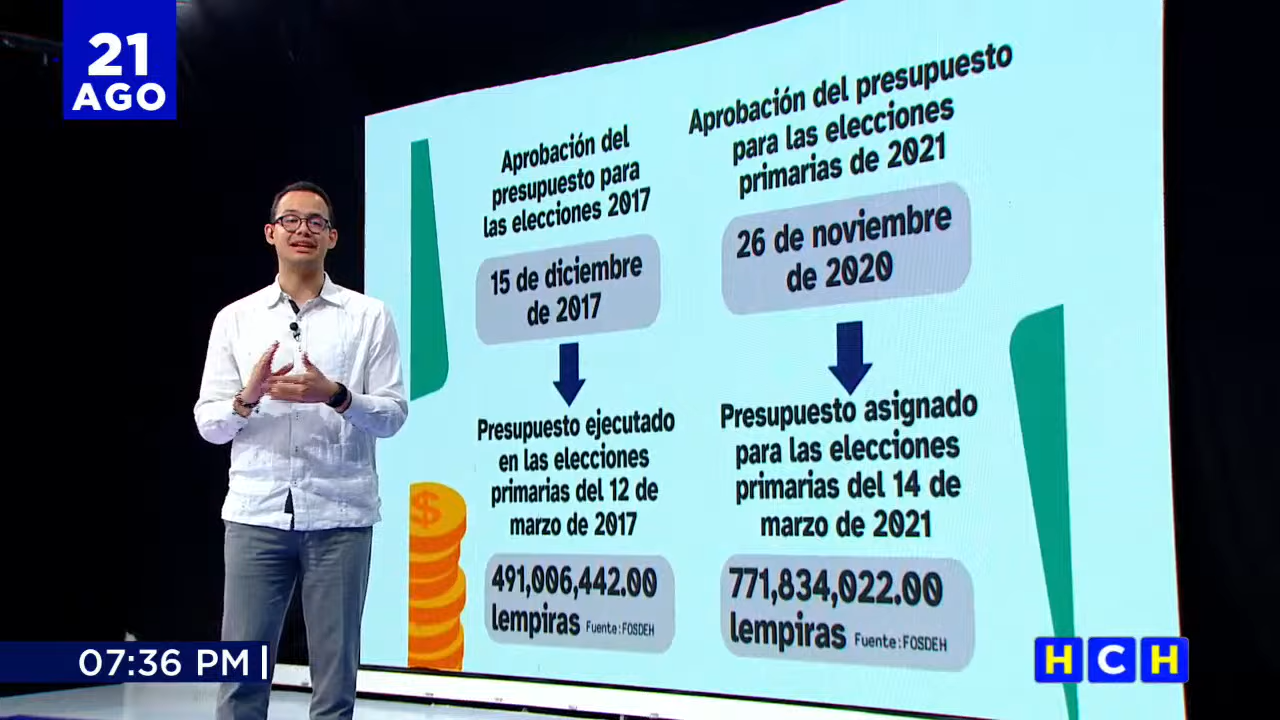 21
AGO
Aprobación del
presupuesto para
las elecciones 2017
15 de diciembre
de 2017
Presupuesto ejecutado
en las elecciones
primarias del 12 de
marzo de 2017
491,006,442.00
lempiras Fuente:FOSDEH
Aprobación del presupuesto
para las elecciones
primarias de 2021
26 de noviembre
de 2020
Presupuesto asignado
para las elecciones
primarias del 14 de
marzo de 2021
771,834,022.00
lempiras Fuente:FOSDEH
07:36 PM
HCH